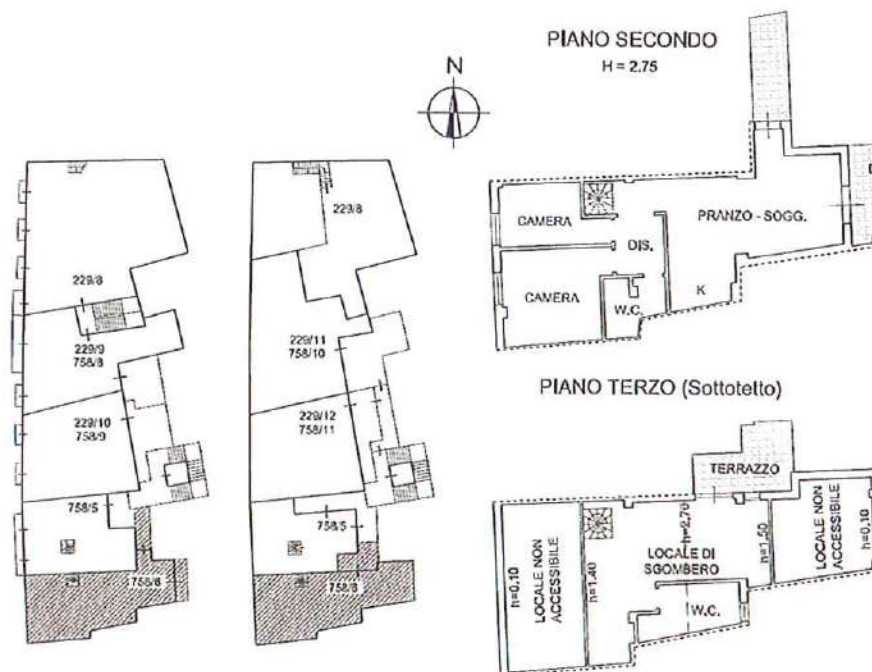 N
229/8
229/9
758/8
229/10
758/9
758/5
758/6
229/8
229/11
758/10
229/12
758/11
758/5
758/6
PIANO SECONDO
H = 2.75
CAMERA
PRANZO - SOGG.
DIS.
CAMERA
W.C.
K
PIANO TERZO (Sottotetto)
TERRAZZO
h=0,10
LOCALE NON
ACCESSIBILE
h=1,40
h=2,70
LOCALE DI
SGOMBERO
h=1,50
LOCALE NON
ACCESSIBILE
h=0,10
W.C.